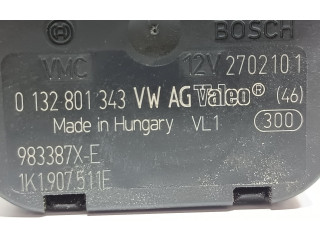 BOSCH
VMC 12V 2702101
0 132 801 343 VW AG Valeo® (46)
Made in Hungary VL1 300
983387X-E
1K1.907.511E